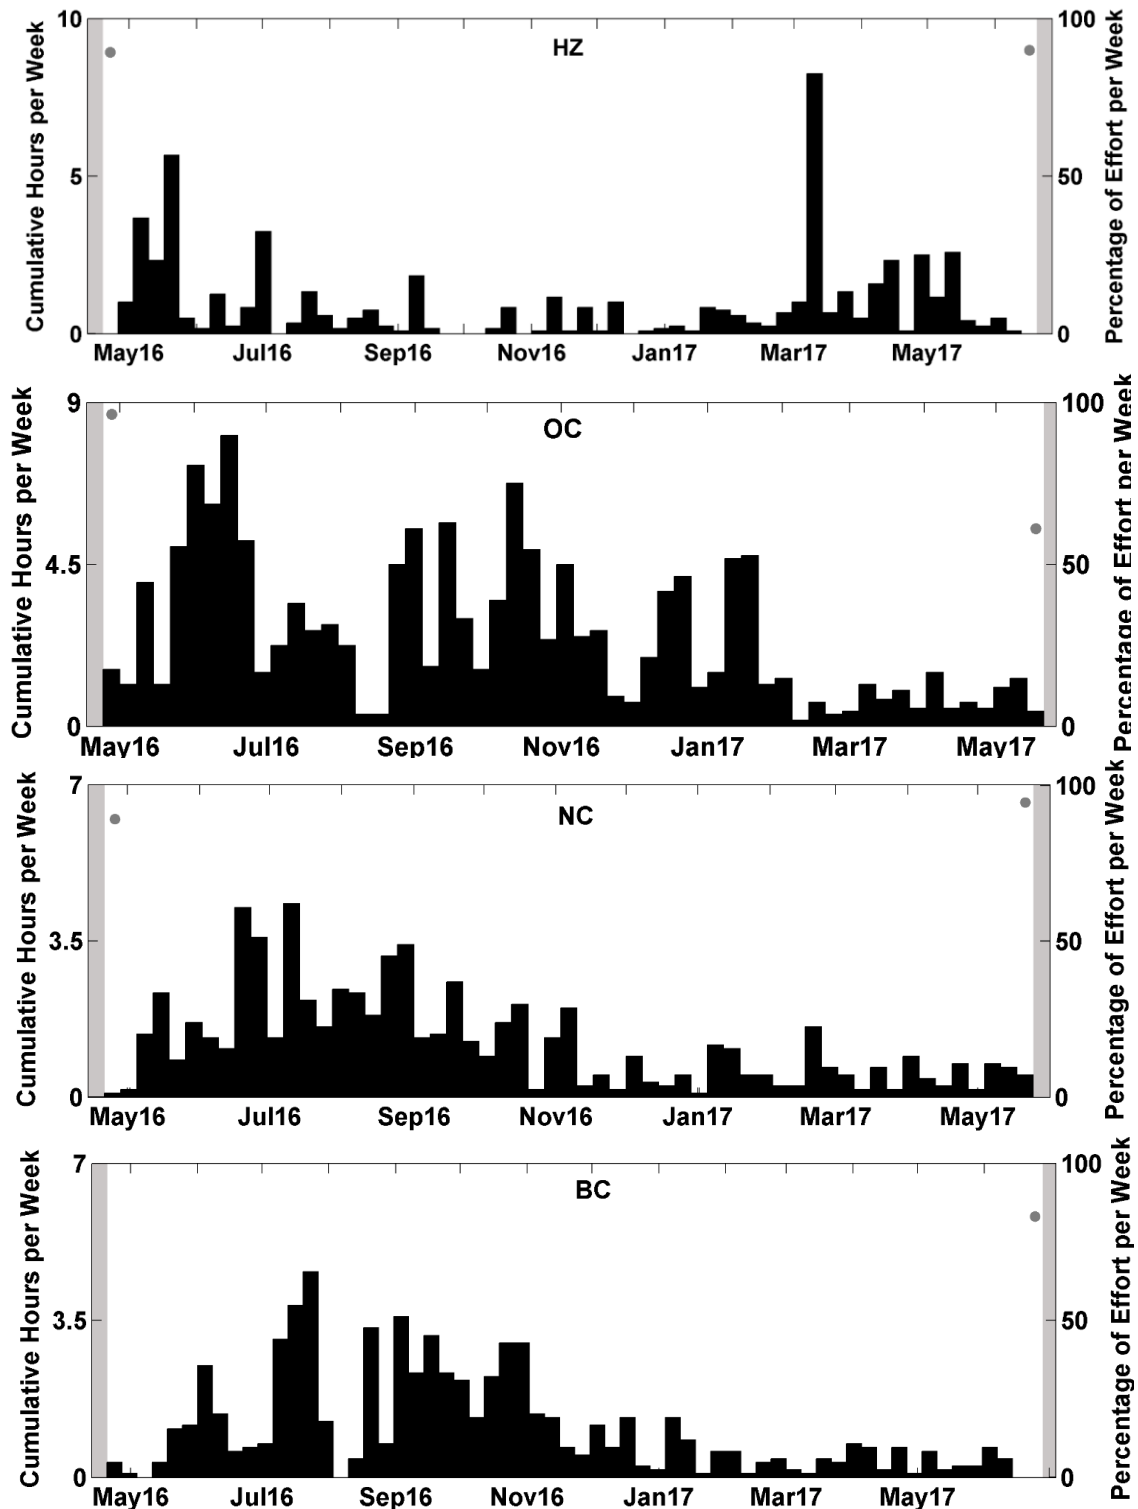 HZ
Cumulative Hours per Week
10
5
0
Percentage of Effort per Week
100
50
0
May16 Jul16 Sep16 Nov16 Jan17 Mar17 May17
OC
Cumulative Hours per Week
9
4.5
0
Percentage of Effort per Week
100
50
0
May16 Jul16 Sep16 Nov16 Jan17 Mar17 May17
NC
Cumulative Hours per Week
7
3.5
0
Percentage of Effort per Week
100
50
0
May16 Jul16 Sep16 Nov16 Jan17 Mar17 May17
BC
Cumulative Hours per Week
7
3.5
0
Percentage of Effort per Week
100
50
0
May16 Jul16 Sep16 Nov16 Jan17 Mar17 May17